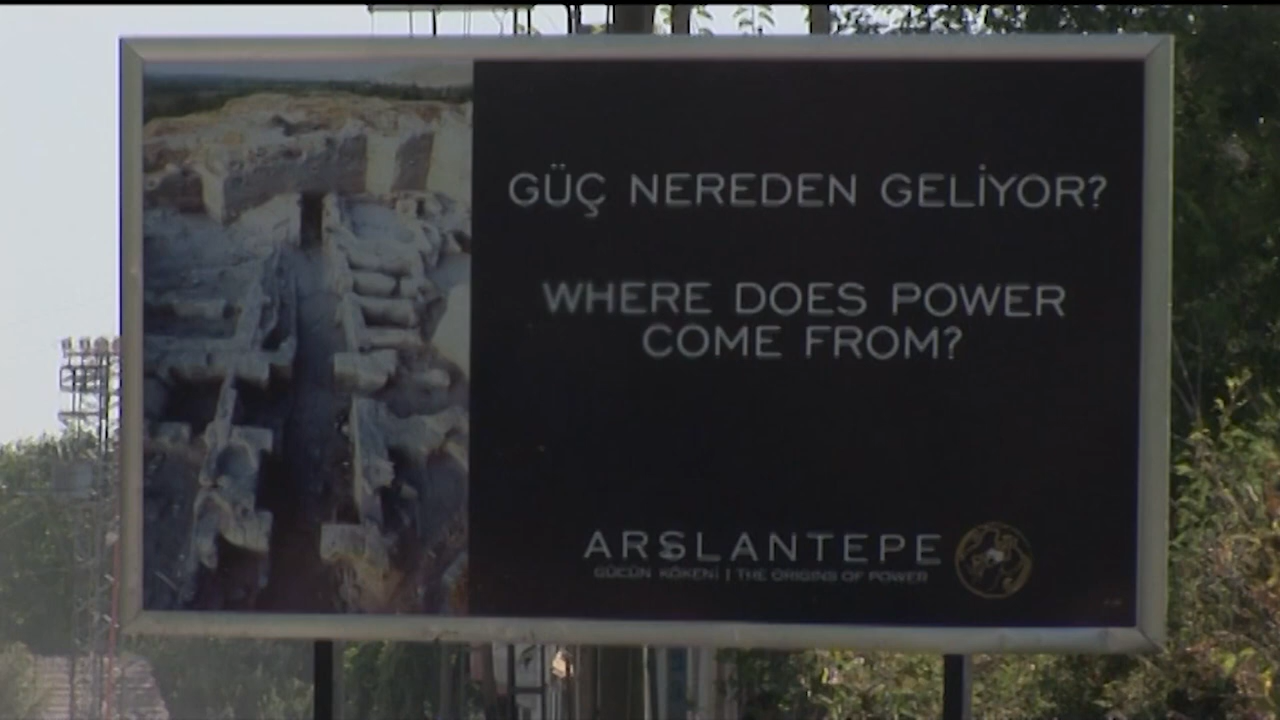 GÜÇ NEREDEN GELİYOR?
WHERE DOES POWER
COME FROM?
ARSLANTEPE
GÜCÜN KÖKENİ | THE ORIGINS OF POWER